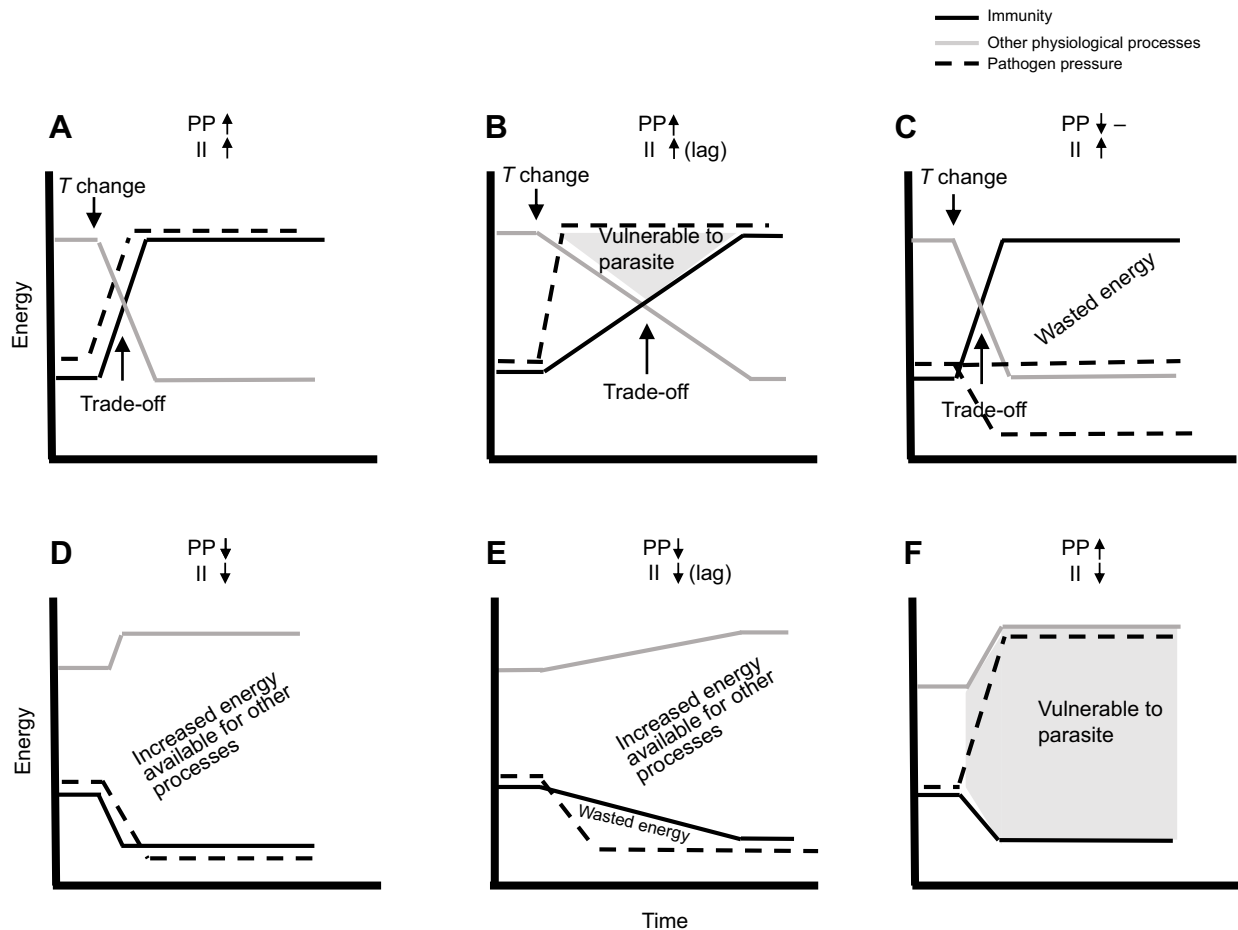 Immunity
Other physiological processes
Pathogen pressure
A
PP ↑
II ↑
T change
Trade-off
Energy
B
PP ↑
II ↑ (lag)
T change
Vulnerable to
parasite
Trade-off
C
PP ↓ –
II ↑
T change
Wasted energy
Trade-off
D
PP ↓
II ↓
Increased energy
available for other
processes
Energy
E
PP ↓
II ↓ (lag)
Increased energy
available for other
processes
Wasted energy
Time
F
PP ↑
II ↓
Vulnerable to
parasite